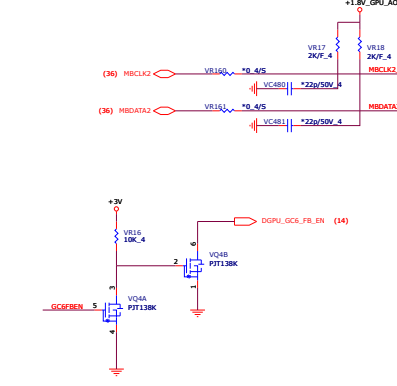 +1.8V_GPU_AO
VR17
2K/F_4
VR18
2K/F_4
(36) MBCLK2
VR160
*0_4/S
MBCLK2
VC480
*22p/50V_4
(36) MBDATA2
VR161
*0_4/S
MBDATA
VC481
*22p/50V_4
+3V
DGPU_GC6_FB_EN (14)
VR16
10K_4
6
2
VQ4B
PJT138K
1
3
VQ4A
PJT138K
GC6FBEN
5
4